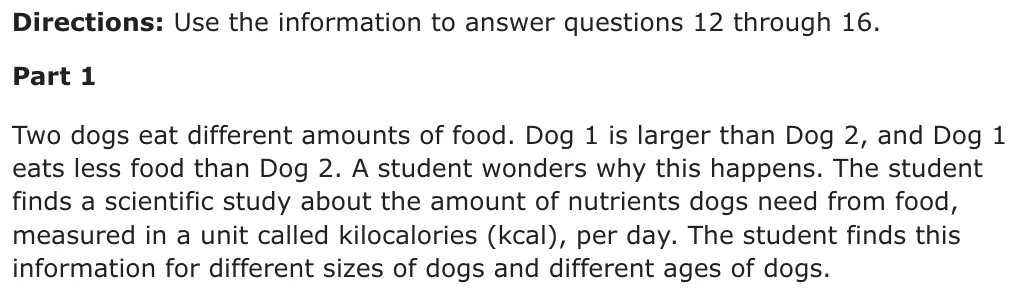 Directions: Use the information to answer questions 12 through 16.
Part 1
Two dogs eat different amounts of food. Dog 1 is larger than Dog 2, and Dog 1
eats less food than Dog 2. A student wonders why this happens. The student
finds a scientific study about the amount of nutrients dogs need from food,
measured in a unit called kilocalories (kcal), per day. The student finds this
information for different sizes of dogs and different ages of dogs.